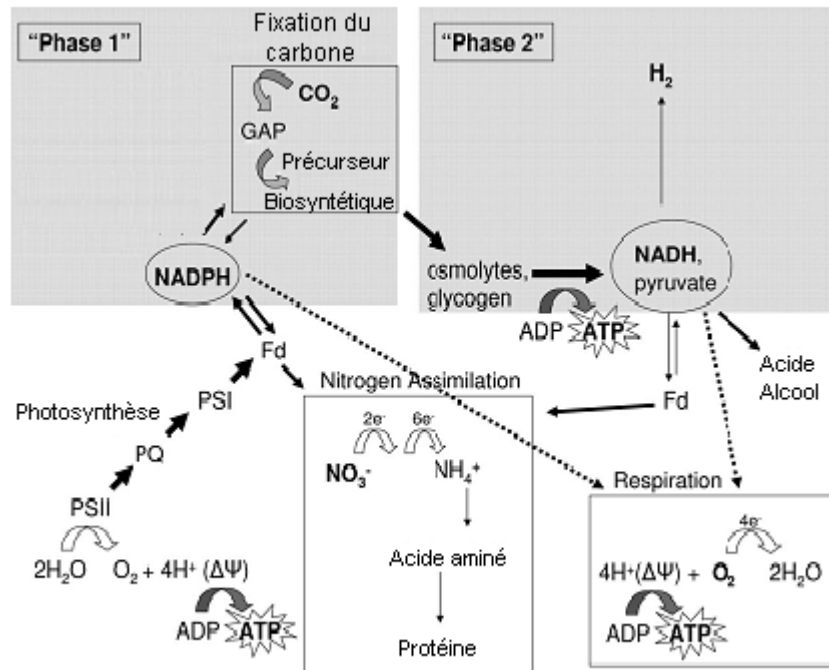 "Phase 1"
Fixation du
carbone
CO₂
GAP
Précurseur
Biosyntétique
NADPH
"Phase 2"
H₂
NADH,
pyruvate
osmolytes,
glycogen
ADP ATP
Acide
Alcool
Fd
Fd
Photosynthèse
PSI
PQ
PSII
2H₂O O₂ + 4H⁺ (ΔΨ)
ADP ATP
Nitrogen Assimilation
2e⁻ 6e⁻
NO₃⁻ NH₄⁺
Acide aminé
Protéine
Respiration
4e⁻
4H⁺(ΔΨ) + O₂ 2H₂O
ADP ATP